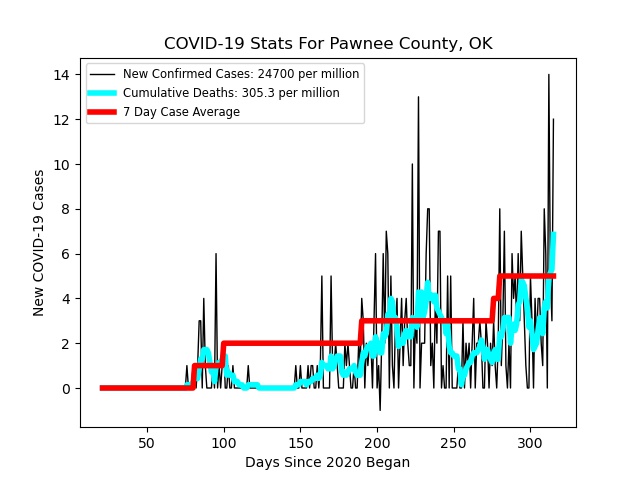 COVID-19 Stats For Pawnee County, OK
New Confirmed Cases: 24700 per million
Cumulative Deaths: 305.3 per million
7 Day Case Average
New COVID-19 Cases
14
12
10
8
6
4
2
0
50 100 150 200 250 300
Days Since 2020 Began